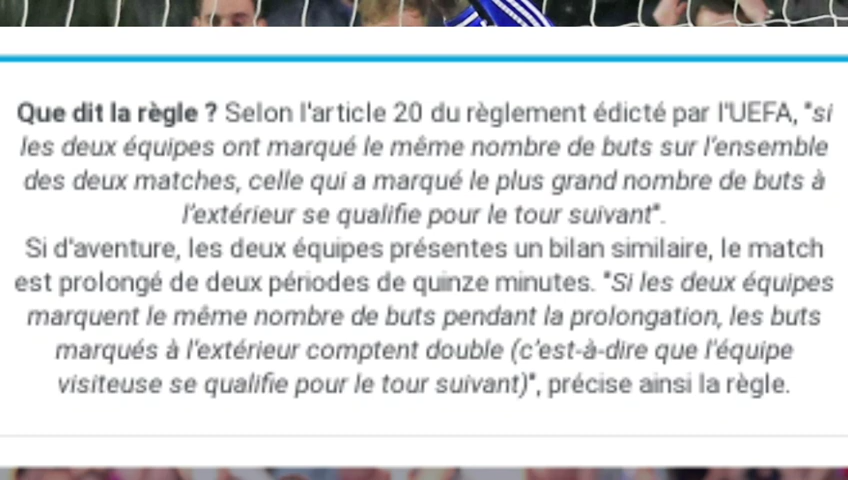 Que dit la règle ? Selon l'article 20 du règlement édicté par l'UEFA, "si
les deux équipes ont marqué le même nombre de buts sur l'ensemble
des deux matches, celle qui a marqué le plus grand nombre de buts à
l'extérieur se qualifie pour le tour suivant".
Si d'aventure, les deux équipes présentes un bilan similaire, le match
est prolongé de deux périodes de quinze minutes. "Si les deux équipes
marquent le même nombre de buts pendant la prolongation, les buts
marqués à l'extérieur comptent double (c'est-à-dire que l'équipe
visiteuse se qualifie pour le tour suivant)", précise ainsi la règle.